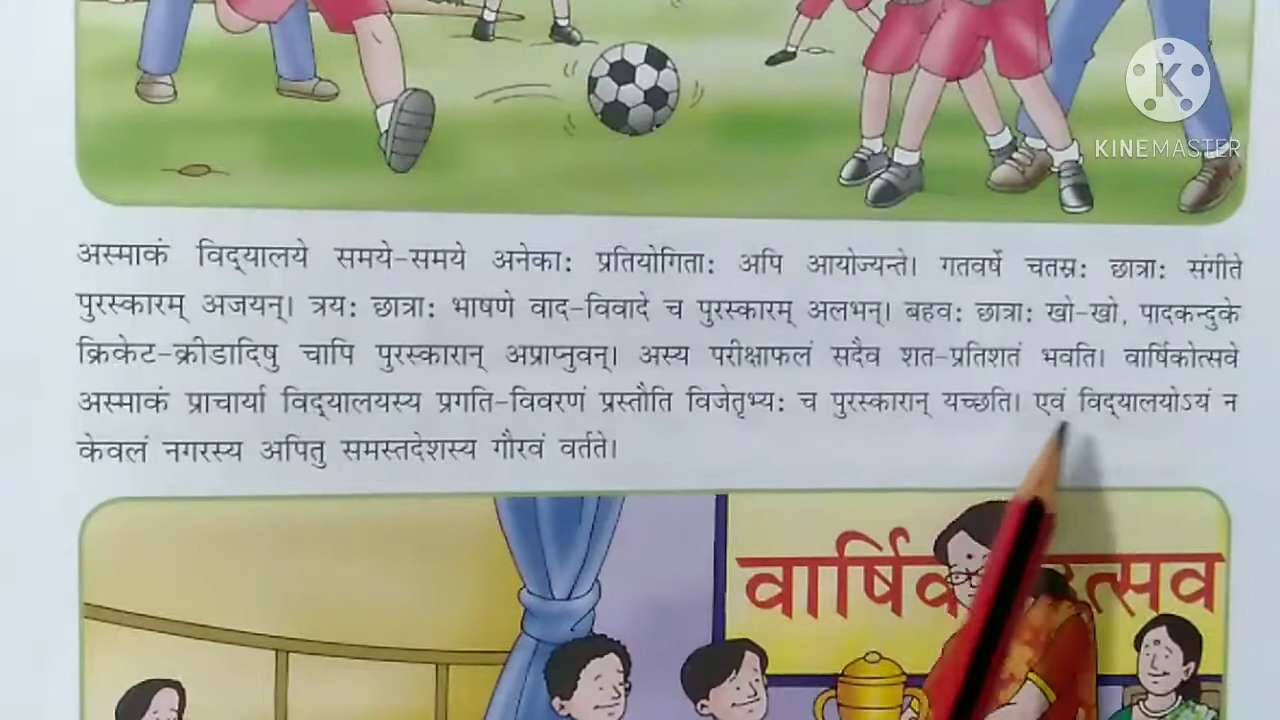 KINEMASTER
अस्माकं विद्यालये समये-समये अनेकाः प्रतियोगिताः अपि आयोज्यन्ते। गतवर्षे चतस्रः छात्राः संगीते
पुरस्कारम् अजयन्। त्रयः छात्राः भाषणे वाद-विवादे च पुरस्कारम् अलभन्। बहवः छात्राः खो-खो, पादकन्दुके
क्रिकेट-क्रीडादिषु चापि पुरस्कारान् अप्राप्नुवन्। अस्य परीक्षाफलं सदैव शत-प्रतिशतं भवति। वार्षिकोत्सवे
अस्माकं प्राचार्या विद्यालयस्य प्रगति-विवरणं प्रस्तौति विजेतृभ्यः च पुरस्कारान् यच्छति। एवं विद्यालयोऽयं न
केवलं नगरस्य अपितु समस्तदेशस्य गौरवं वर्तते।